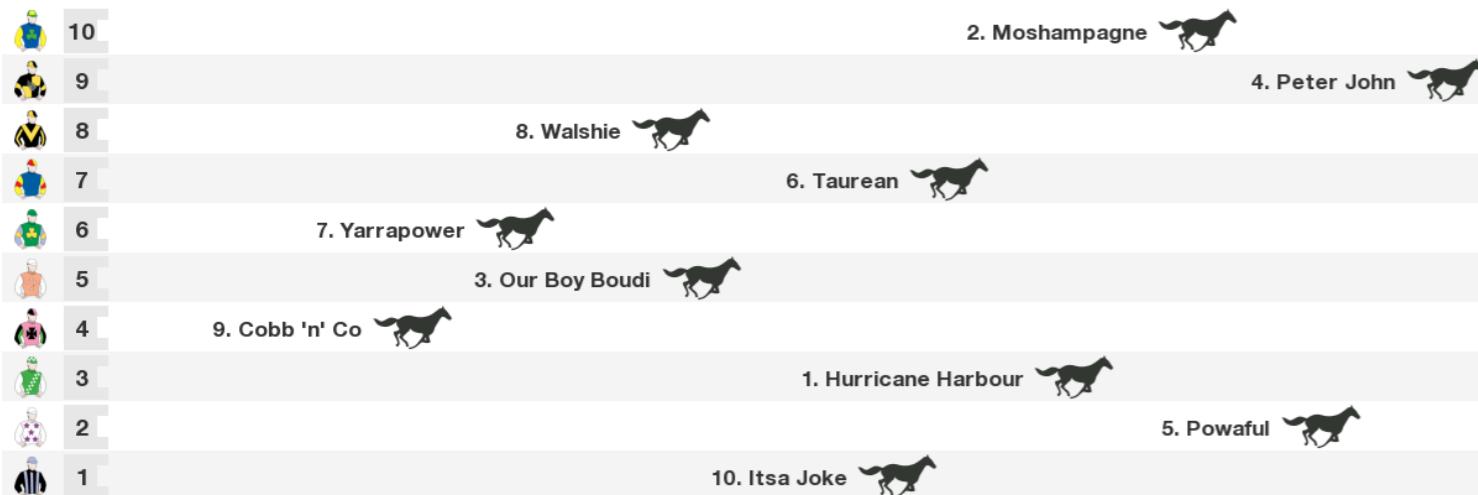 10 2. Moshampagne
9 4. Peter John
8 8. Walshie
7 6. Taurean
6 7. Yarrapower
5 3. Our Boy Boudi
4 9. Cobb 'n' Co
3 1. Hurricane Harbour
2 5. Powaful
1 10. Itsa Joke